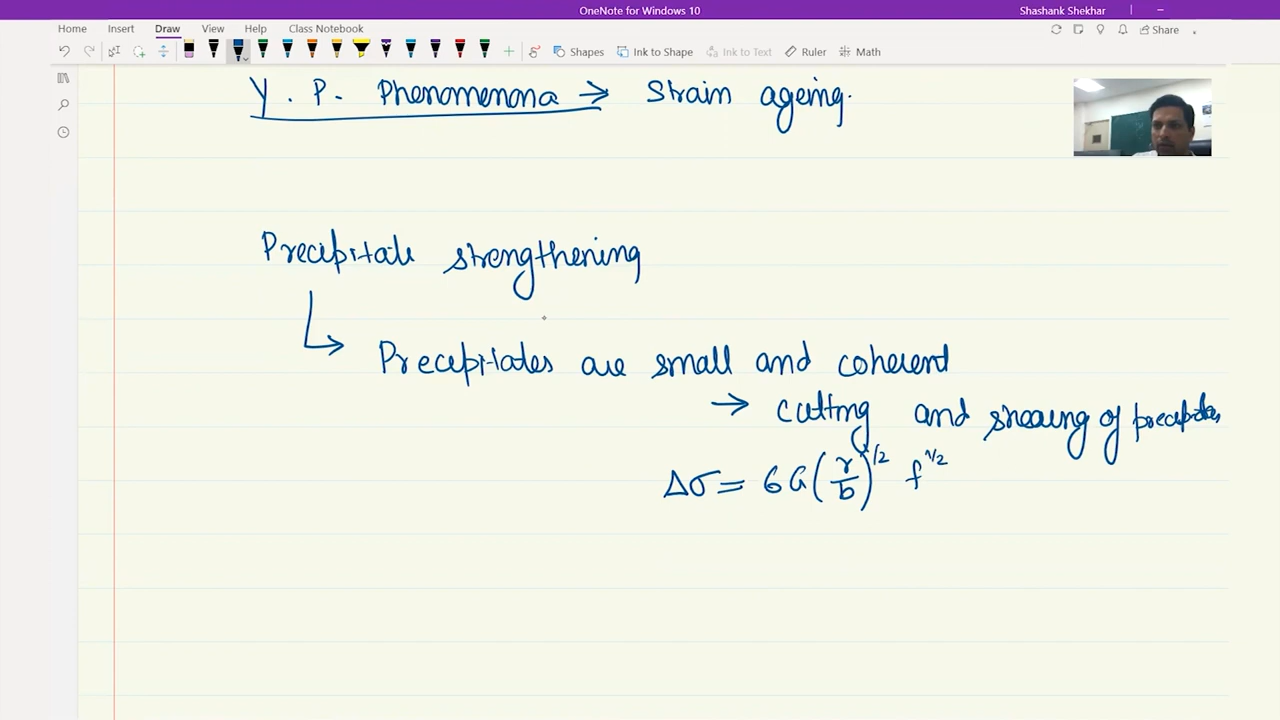 OneNote for Windows 10
Shashank Shekhar
Home Insert Draw View Help Class Notebook
Share
Shapes Ink to Shape Ink to Text Ruler Math
Y. P. Phenomenona → Strain ageing.
Precipitate strengthening
↳ Precipitates are small and coherent
→ cutting and shearing of precipitates
Δσ = 6G(r/b)^1/2 f^1/2